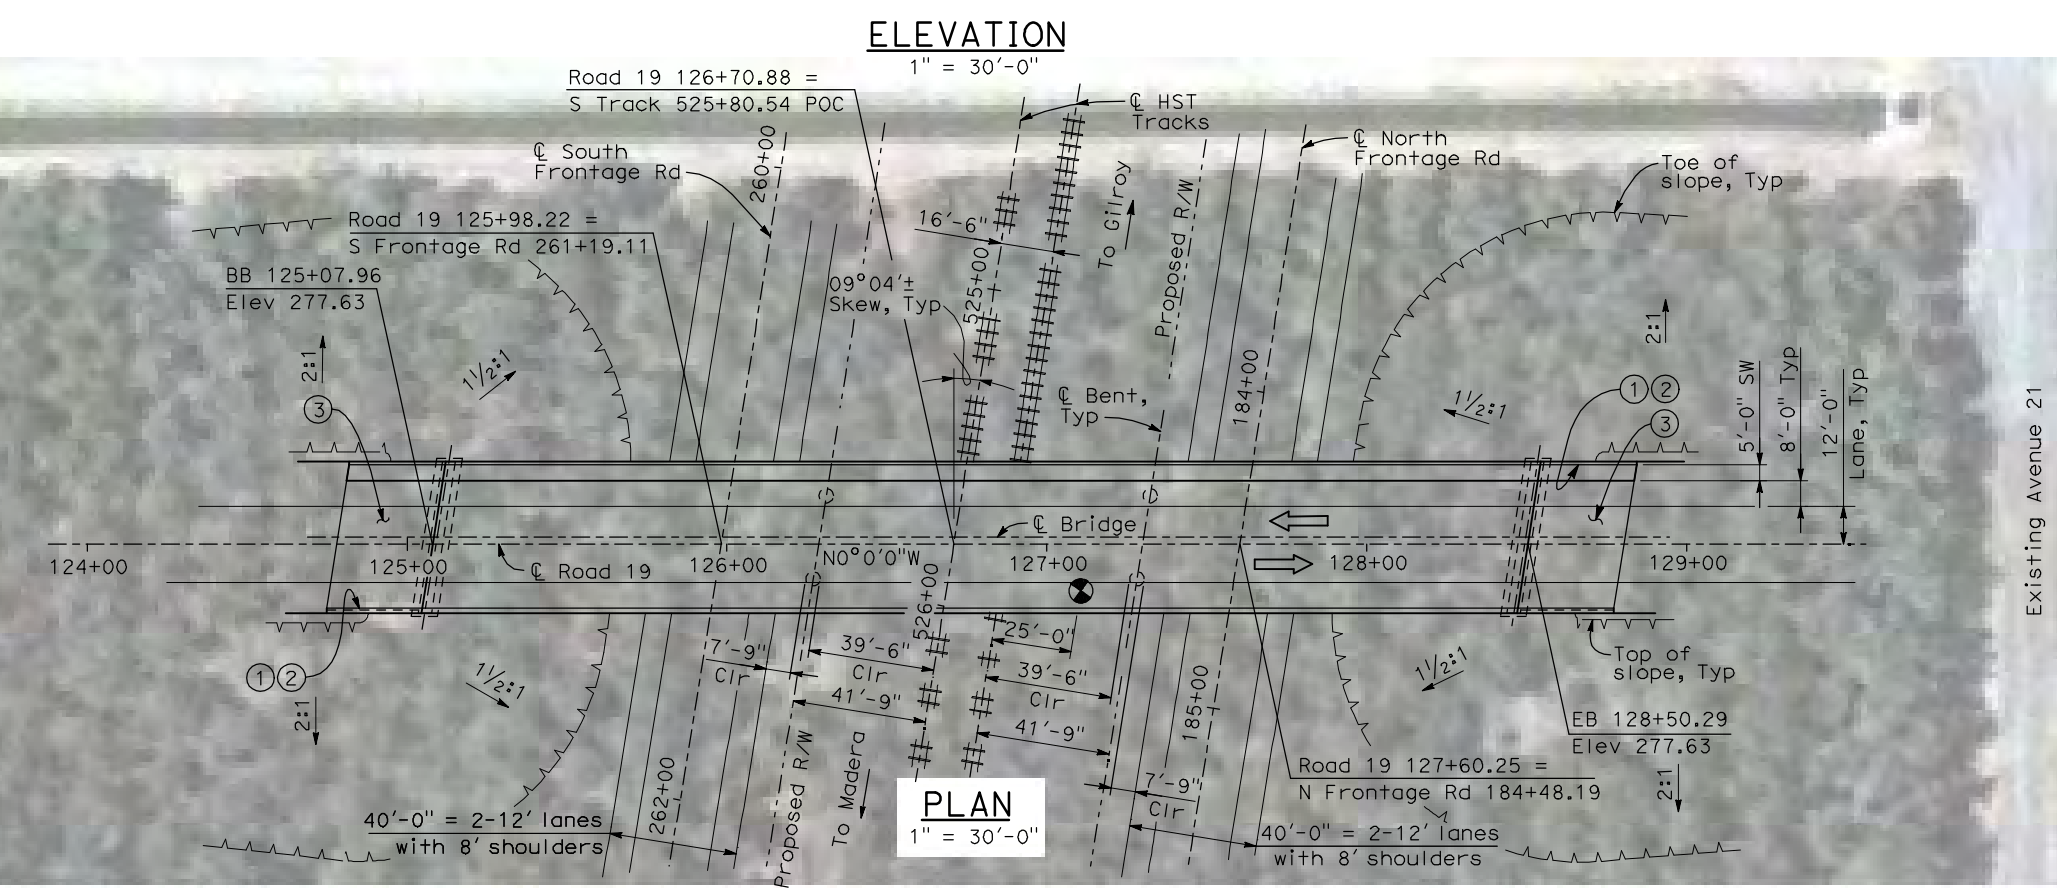 ELEVATION
1" = 30'-0"
Road 19 126+70.88 =
S Track 525+80.54 POC
℄ HST
Tracks
℄ South
Frontage Rd
260+00
℄ North
Frontage Rd
Toe of
slope, Typ
Road 19 125+98.22 =
S Frontage Rd 261+19.11
16'-6"
To Gilroy
Proposed R/W
BB 125+07.96
Elev 277.63
09°04'±
Skew, Typ
525+00
2:1
1½:1
℄ Bent,
Typ
184+00
1½:1
2:1
5'-0" SW
8'-0" Typ
12'-0"
Lane, Typ
3
1 2
3
Existing Avenue 21
℄ Bridge
124+00
125+00
℄ Road 19
126+00
N0°0'0"W
127+00
128+00
129+00
526+00
7'-9"
Clr
39'-6"
Clr
25'-0"
39'-6"
Clr
41'-9"
41'-9"
185+00
1 2
2:1
1½:1
1½:1
Top of
slope, Typ
EB 128+50.29
Elev 277.63
2:1
262+00
Proposed R/W
To Madera
7'-9"
Clr
Road 19 127+60.25 =
N Frontage Rd 184+48.19
40'-0" = 2-12' lanes
with 8' shoulders
PLAN
1" = 30'-0"
40'-0" = 2-12' lanes
with 8' shoulders